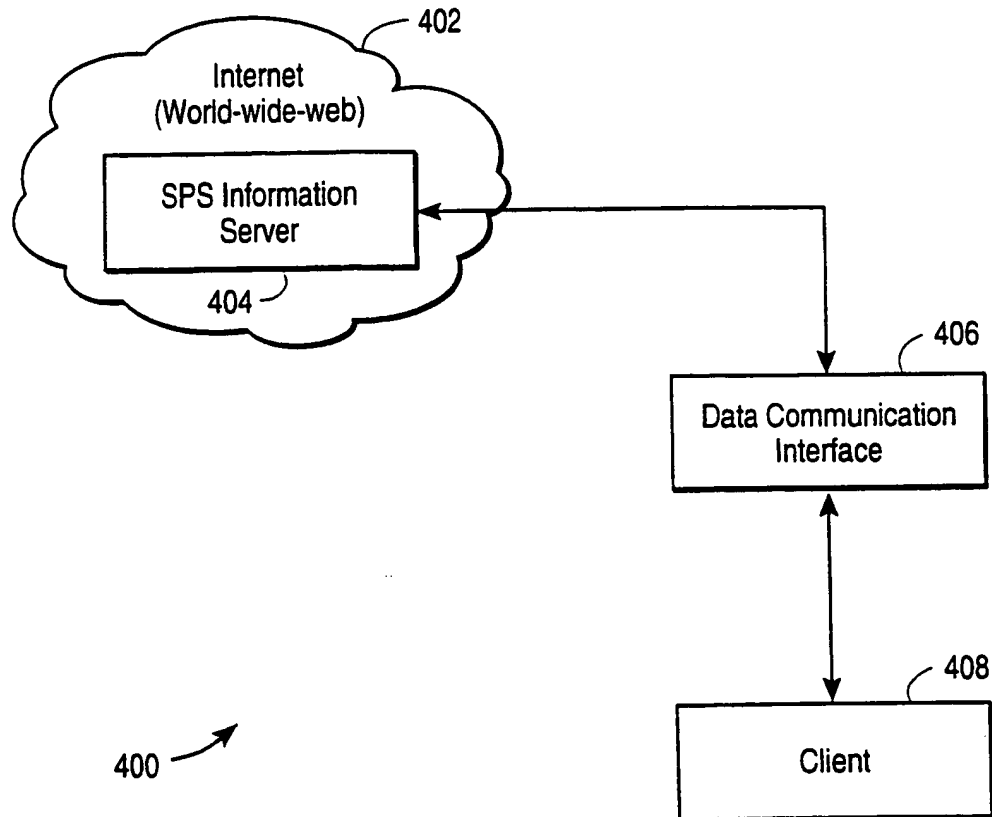 402
Internet
(World-wide-web)
SPS Information
Server
404
406
Data Communication
Interface
408
Client
400